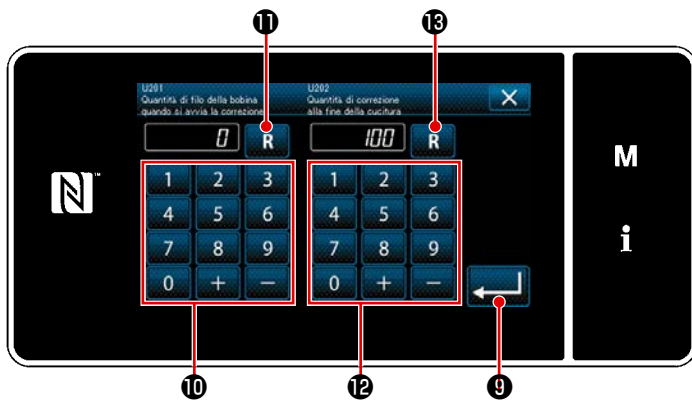 ⓫ ⓭
U201 U202
Quantità di filo della bobina Quantità di correzione
quando si avvia la correzione alla fine della cucitura
0 R 100 R
1 2 3 1 2 3
4 5 6 4 5 6
7 8 9 7 8 9
0 + − 0 + −
M
i
N™
❿ ⓬ ❾